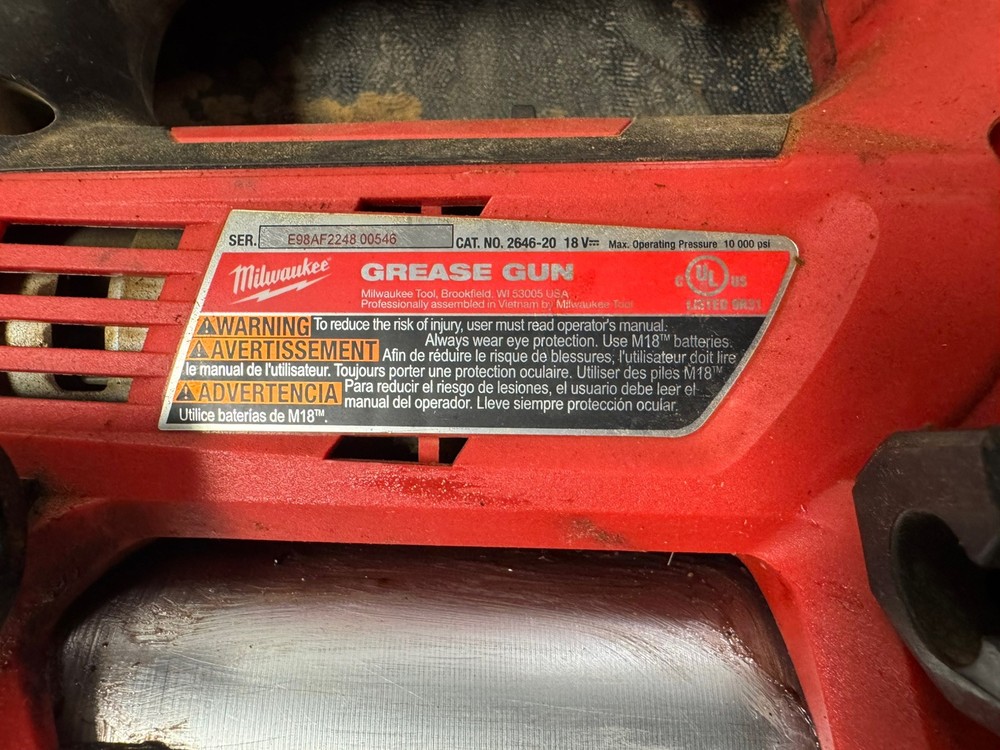 SER. E98AF2248 00546 CAT. NO. 2646-20 18 V⎓ Max. Operating Pressure 10 000 psi
Milwaukee® GREASE GUN C UL US
Milwaukee Tool, Brookfield, WI 53005 USA
Professionally assembled in Vietnam by Milwaukee Tool
LISTED
⚠WARNING To reduce the risk of injury, user must read operator's manual.
Always wear eye protection. Use M18™ batteries.
⚠AVERTISSEMENT Afin de réduire le risque de blessures, l'utilisateur doit lire
le manual de l'utilisateur. Toujours porter une protection oculaire. Utiliser des piles M18™
⚠ADVERTENCIA Para reducir el riesgo de lesiones, el usuario debe leer el
manual del operador. Lleve siempre protección ocular.
Utilice baterías de M18™.